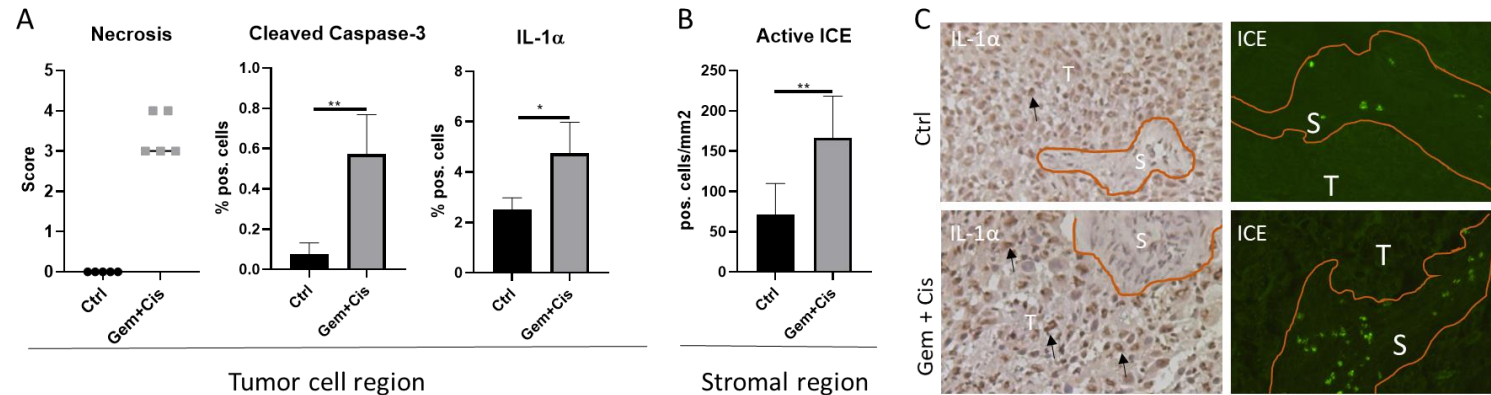 A
Necrosis
Score
5
4
3
2
1
0
Ctrl
Gem+Cis
Cleaved Caspase-3
% pos. cells
1.0
0.8
0.6
0.4
0.2
0.0
**
Ctrl
Gem+Cis
IL-1α
% pos. cells
8
6
4
2
0
*
Ctrl
Gem+Cis
Tumor cell region
B
Active ICE
pos. cells/mm2
250
200
150
100
50
0
**
Ctrl
Gem+Cis
Stromal region
C
Ctrl
IL-1α
T
S
ICE
S
T
Gem + Cis
IL-1α
S
T
ICE
T
S